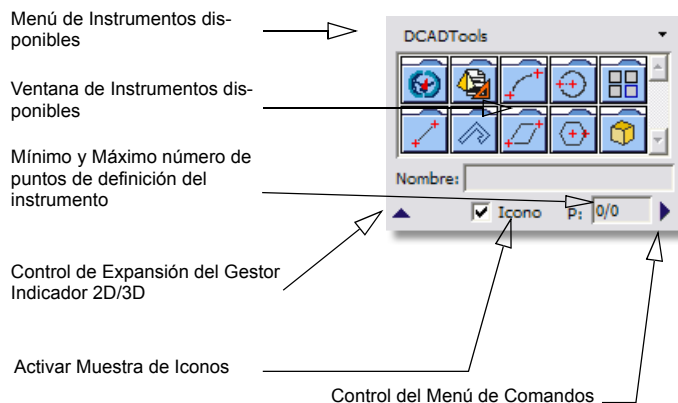 Menú de Instrumentos dis-
ponibles
DCADTools
Ventana de Instrumentos dis-
ponibles
Mínimo y Máximo número de
puntos de definición del
instrumento
Nombre:
Icono P: 0/0
Control de Expansión del Gestor
Indicador 2D/3D
Activar Muestra de Iconos
Control del Menú de Comandos